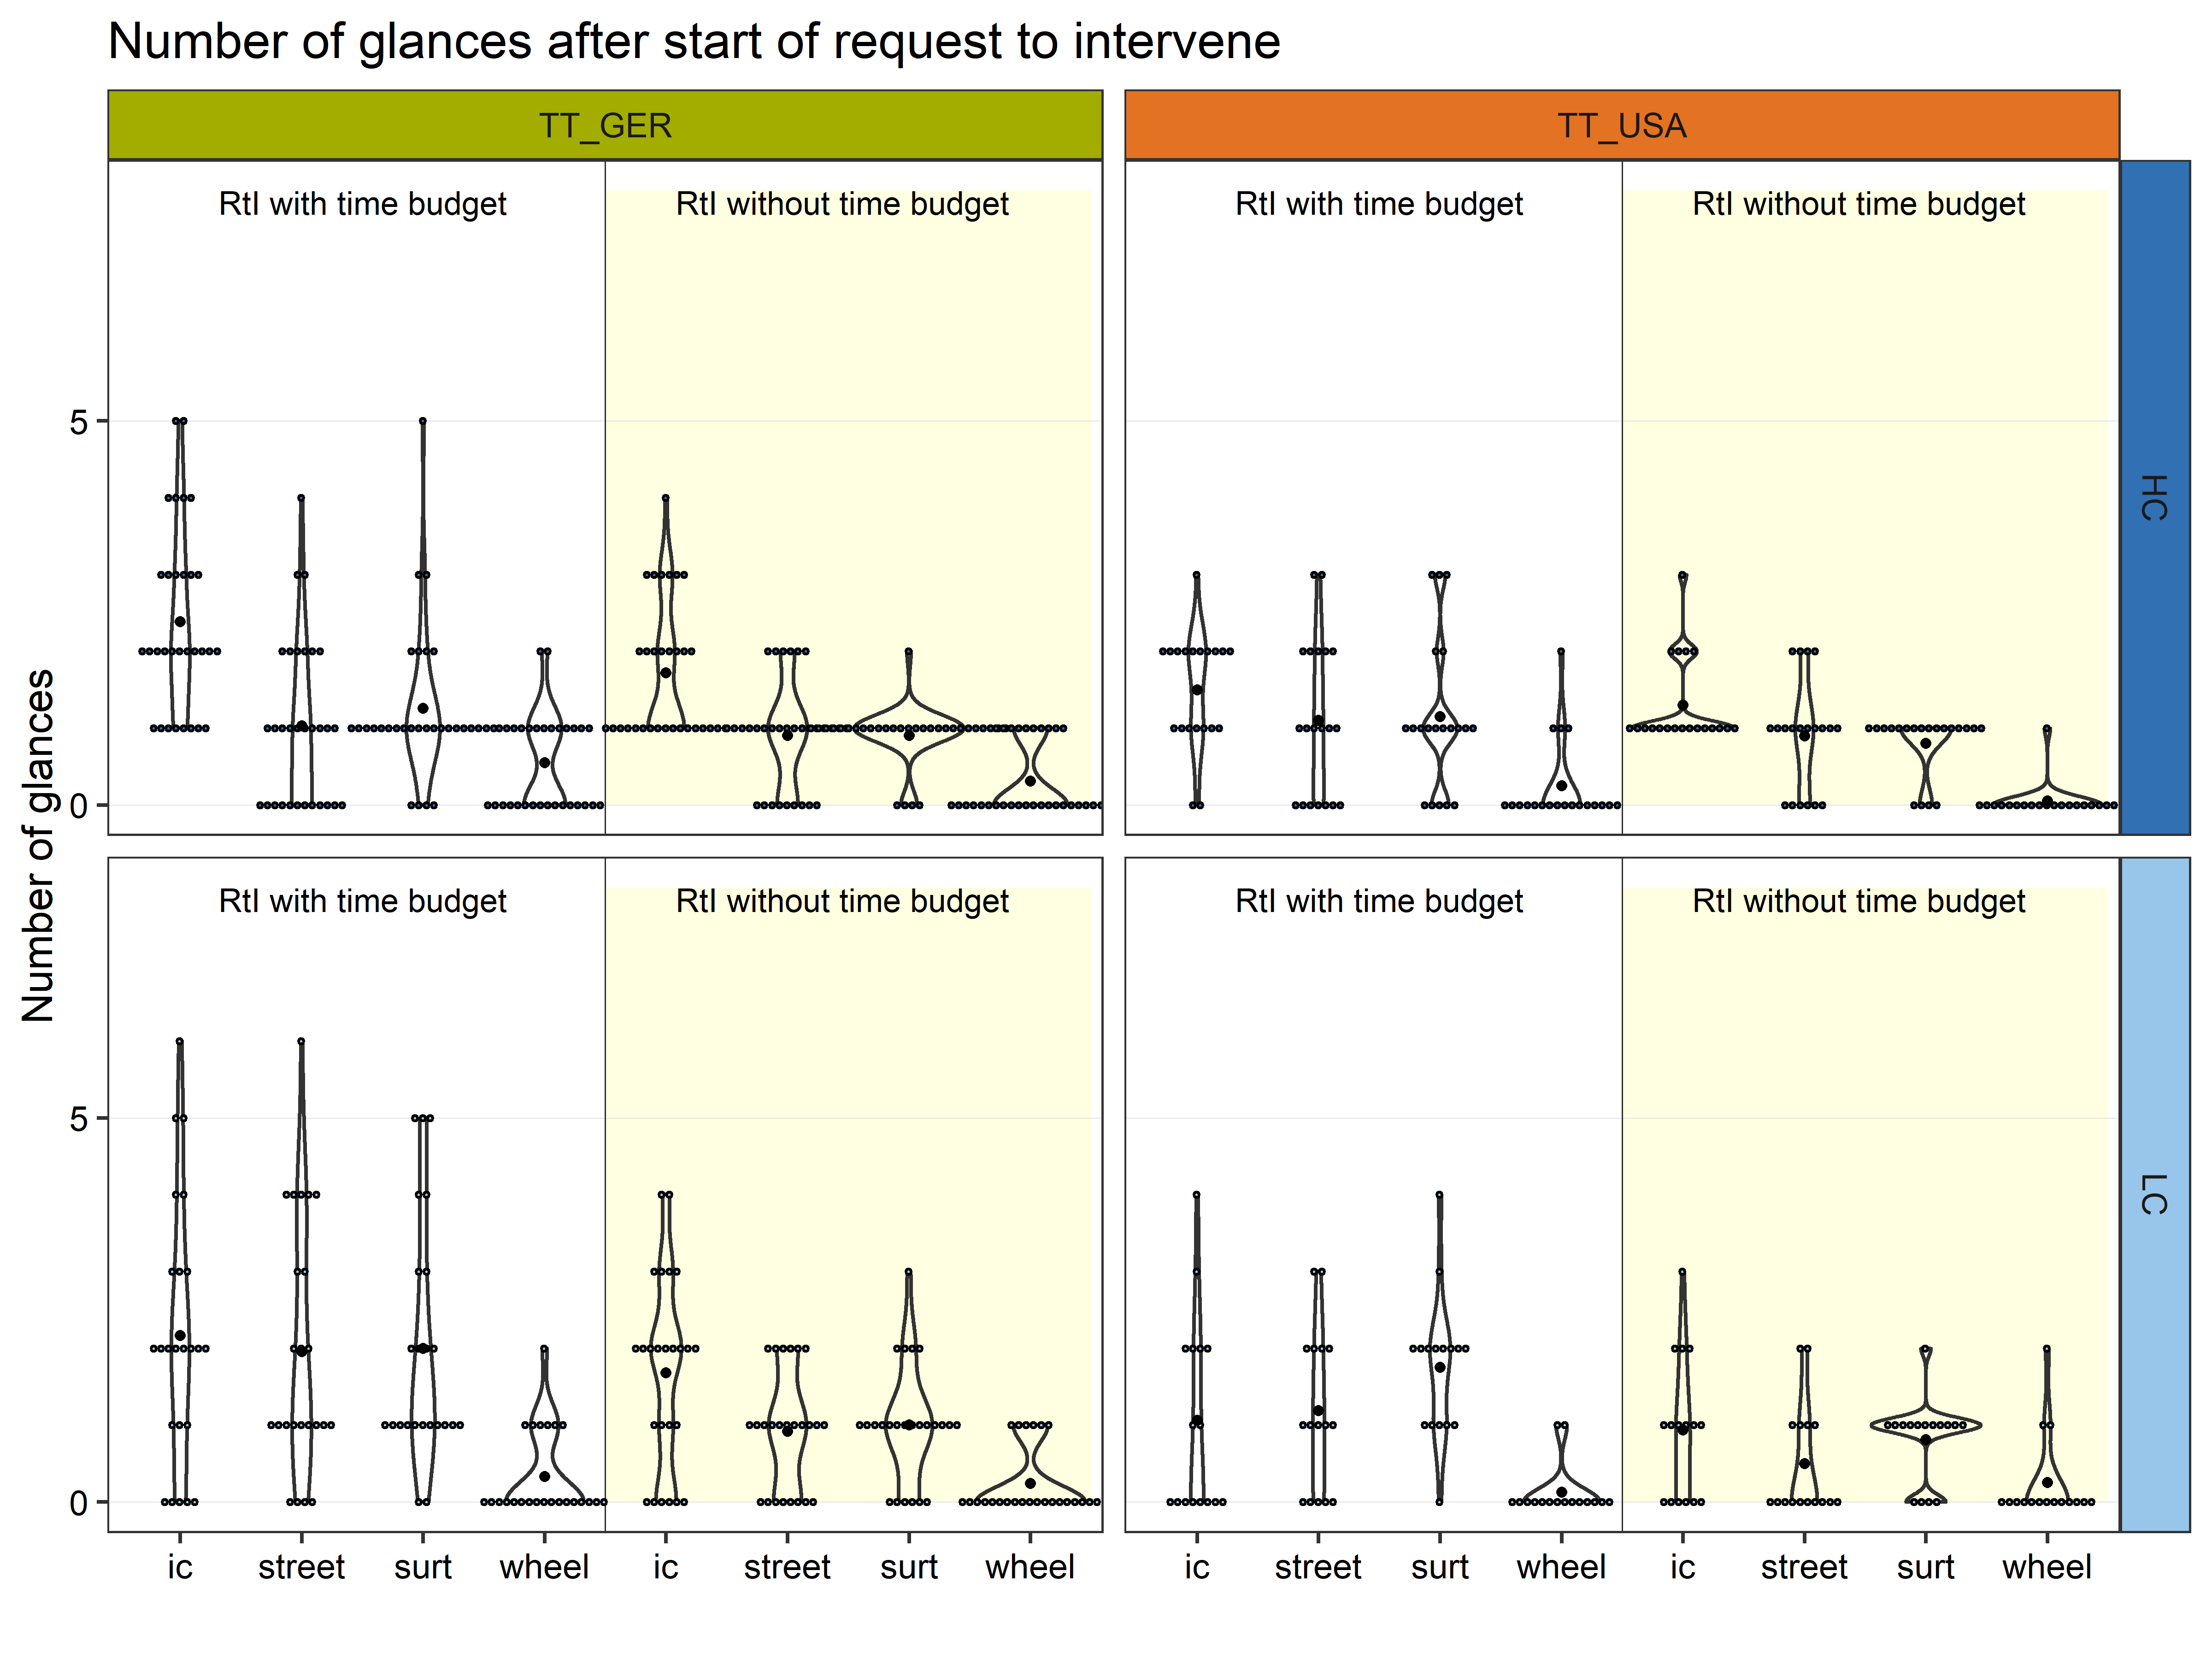 Number of glances after start of request to intervene
TT_GER
TT_USA
RtI with time budget
RtI without time budget
RtI with time budget
RtI without time budget
HC
5
0
Number of glances
RtI with time budget
RtI without time budget
RtI with time budget
RtI without time budget
LC
5
0
ic street surt wheel ic street surt wheel ic street surt wheel ic street surt wheel